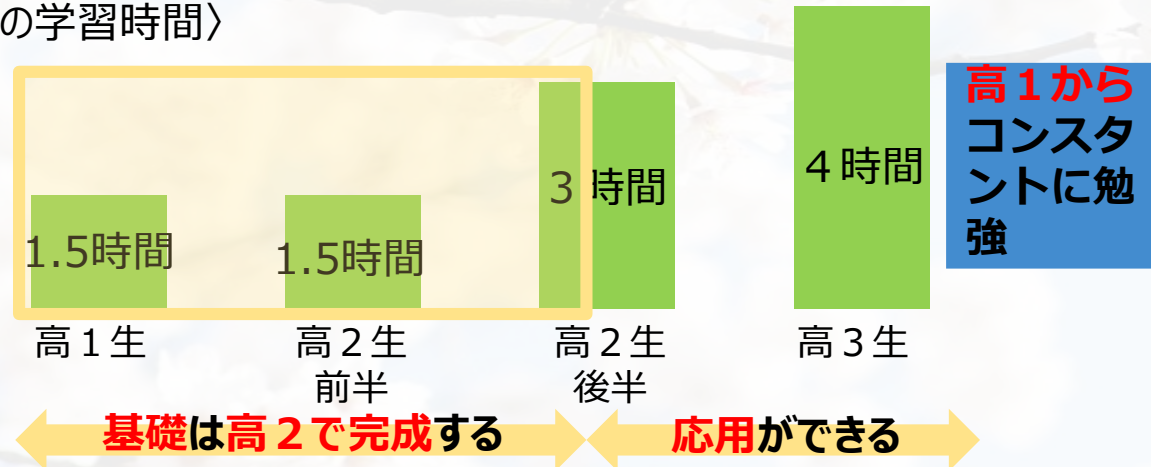 の学習時間〉
1.5時間
1.5時間
3時間
４時間
高１から
コンスタ
ントに勉
強
高１生
高２生
前半
高２生
後半
高３生
基礎は高２で完成する
応用ができる